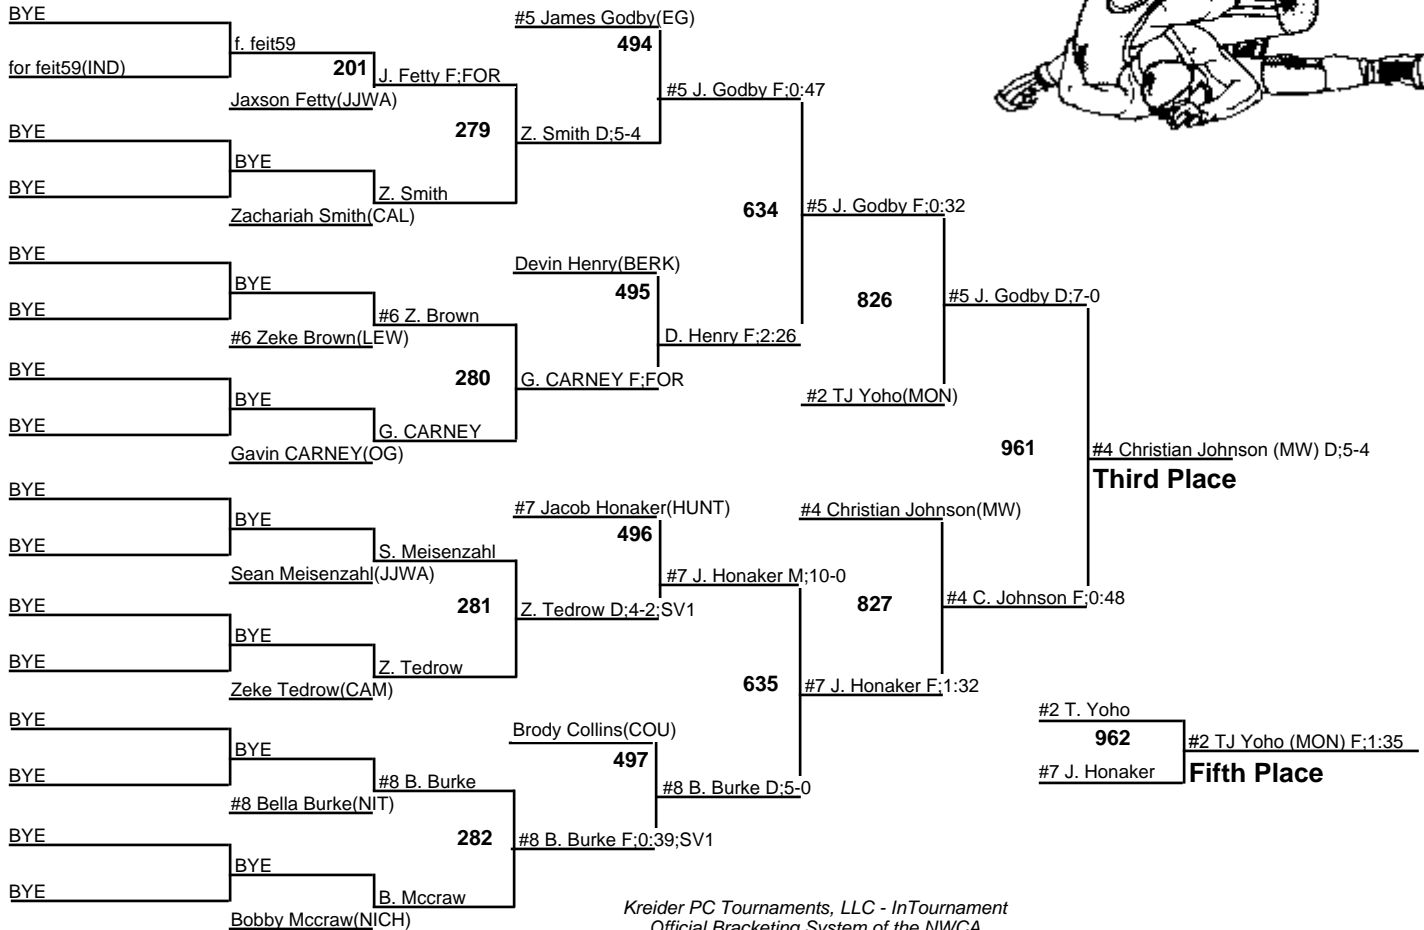 BYE
for feit59(IND)
f. feit59
201
Jaxson Fetty(JJWA)
J. Fetty F;FOR
BYE
BYE
BYE
Zachariah Smith(CAL)
Z. Smith
279
Z. Smith D;5-4
#5 James Godby(EG)
494
#5 J. Godby F;0:47
BYE
BYE
BYE
#6 Zeke Brown(LEW)
#6 Z. Brown
BYE
BYE
BYE
Gavin CARNEY(OG)
G. CARNEY
280
G. CARNEY F;FOR
Devin Henry(BERK)
495
D. Henry F;2:26
634
#5 J. Godby F;0:32
826
#2 TJ Yoho(MON)
#5 J. Godby D;7-0
BYE
BYE
BYE
Sean Meisenzahl(JJWA)
S. Meisenzahl
BYE
BYE
BYE
Zeke Tedrow(CAM)
Z. Tedrow
281
Z. Tedrow D;4-2;SV1
#7 Jacob Honaker(HUNT)
496
#7 J. Honaker M;10-0
BYE
BYE
BYE
#8 Bella Burke(NIT)
#8 B. Burke
BYE
BYE
BYE
Bobby Mccraw(NICH)
B. Mccraw
282
#8 B. Burke F;0:39;SV1
Brody Collins(COU)
497
#8 B. Burke D;5-0
635
#7 J. Honaker F;1:32
#4 Christian Johnson(MW)
827
#4 C. Johnson F;0:48
961
#4 Christian Johnson (MW) D;5-4
Third Place
#2 T. Yoho
962
#7 J. Honaker
#2 TJ Yoho (MON) F;1:35
Fifth Place
Kreider PC Tournaments, LLC - InTournament
Official Bracketing System of the NWCA